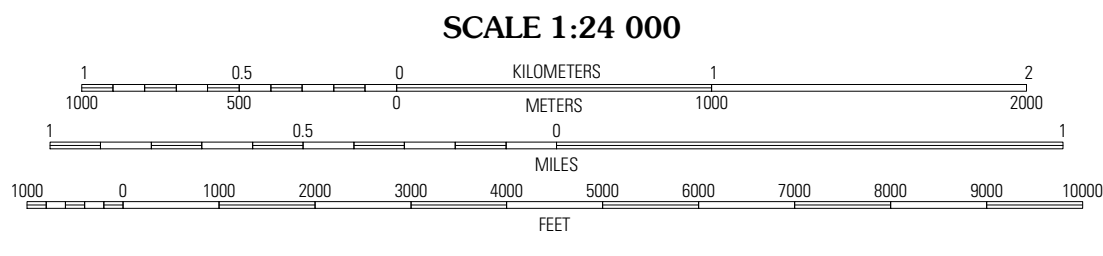 SCALE 1:24 000
1 0.5 0 KILOMETERS 1 2
1000 500 0 METERS 1000 2000
1 0.5 0 1
MILES
1000 0 1000 2000 3000 4000 5000 6000 7000 8000 9000 10000
FEET